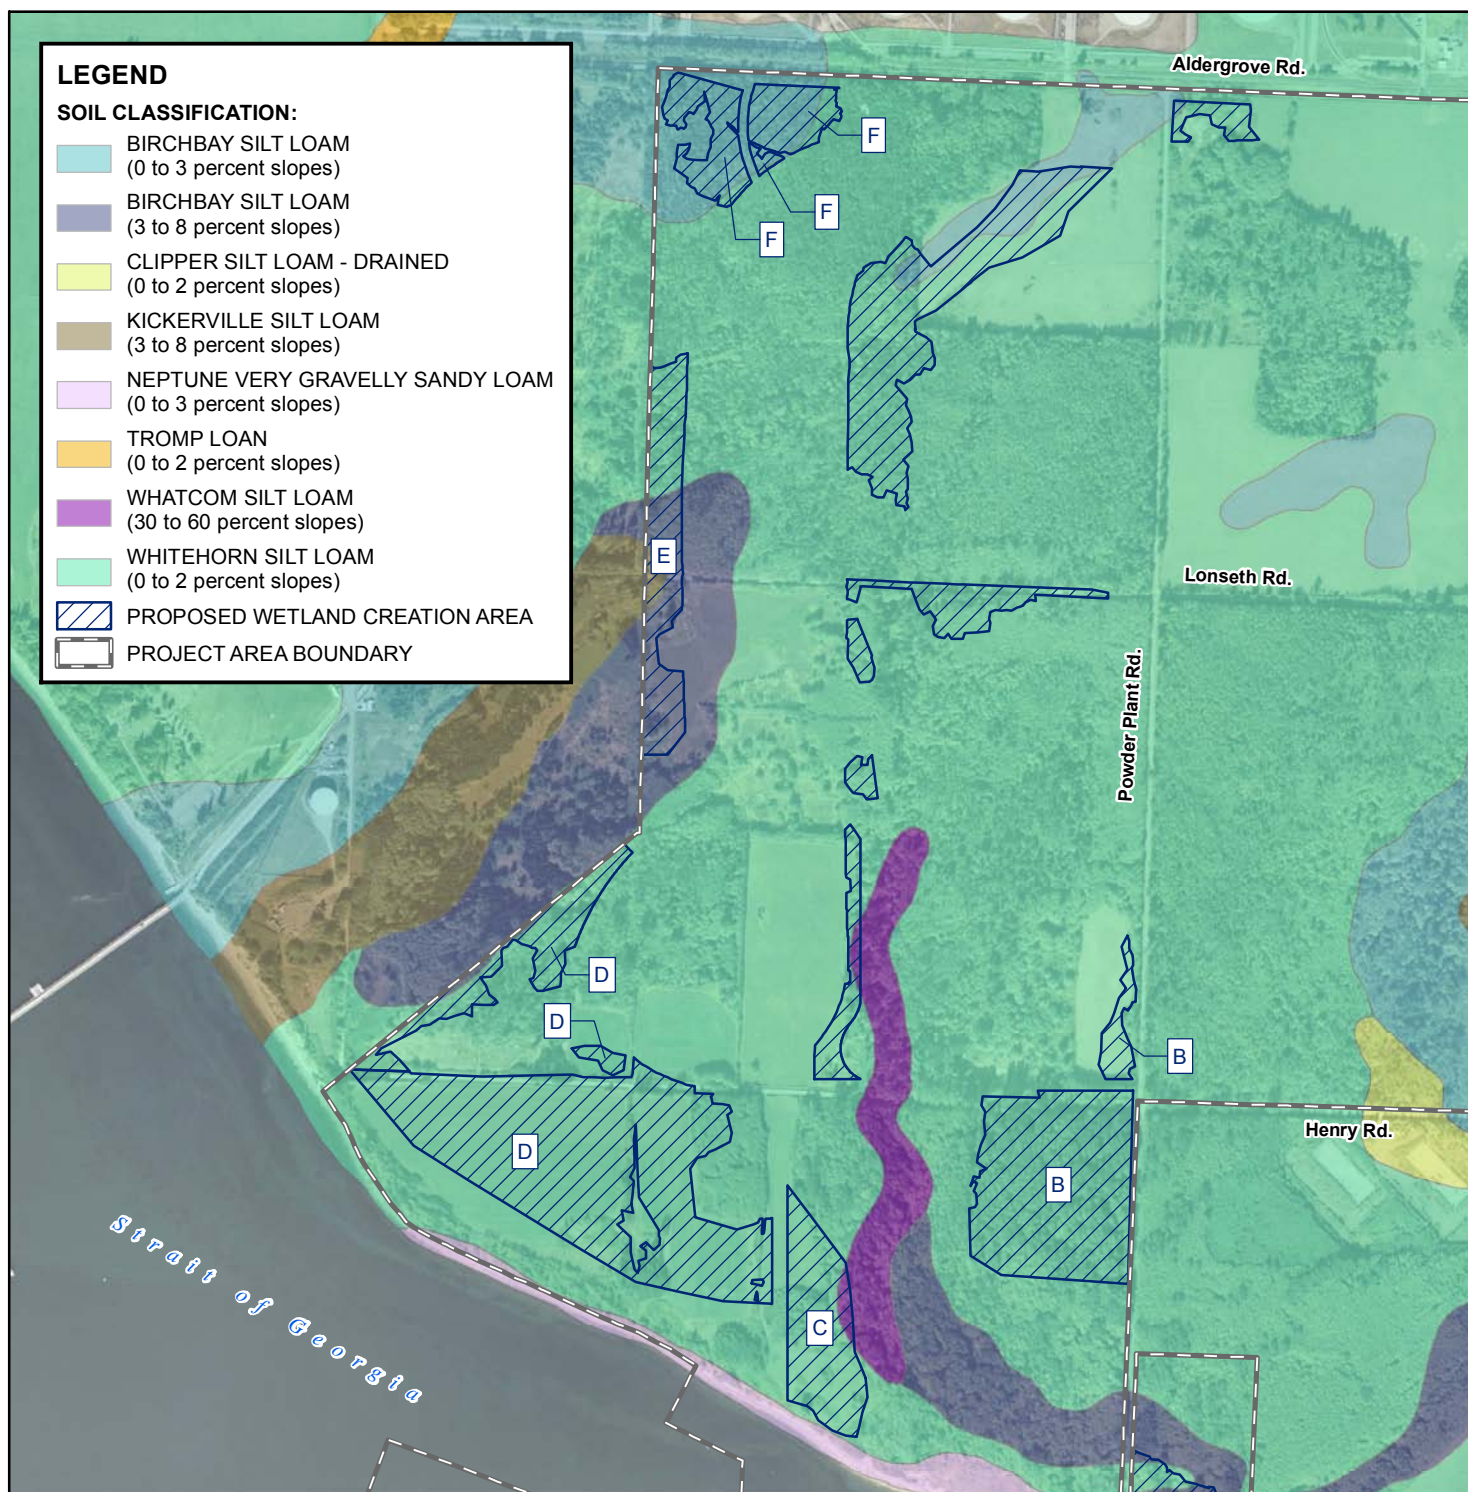 LEGEND
SOIL CLASSIFICATION:
BIRCHBAY SILT LOAM
(0 to 3 percent slopes)
BIRCHBAY SILT LOAM
(3 to 8 percent slopes)
CLIPPER SILT LOAM - DRAINED
(0 to 2 percent slopes)
KICKERVILLE SILT LOAM
(3 to 8 percent slopes)
NEPTUNE VERY GRAVELLY SANDY LOAM
(0 to 3 percent slopes)
TROMP LOAN
(0 to 2 percent slopes)
WHATCOM SILT LOAM
(30 to 60 percent slopes)
WHITEHORN SILT LOAM
(0 to 2 percent slopes)
PROPOSED WETLAND CREATION AREA
PROJECT AREA BOUNDARY
Aldergrove Rd.
F
F
F
E
Lonseth Rd.
Powder Plant Rd.
D
D
B
Henry Rd.
D
B
C
Strait of Georgia